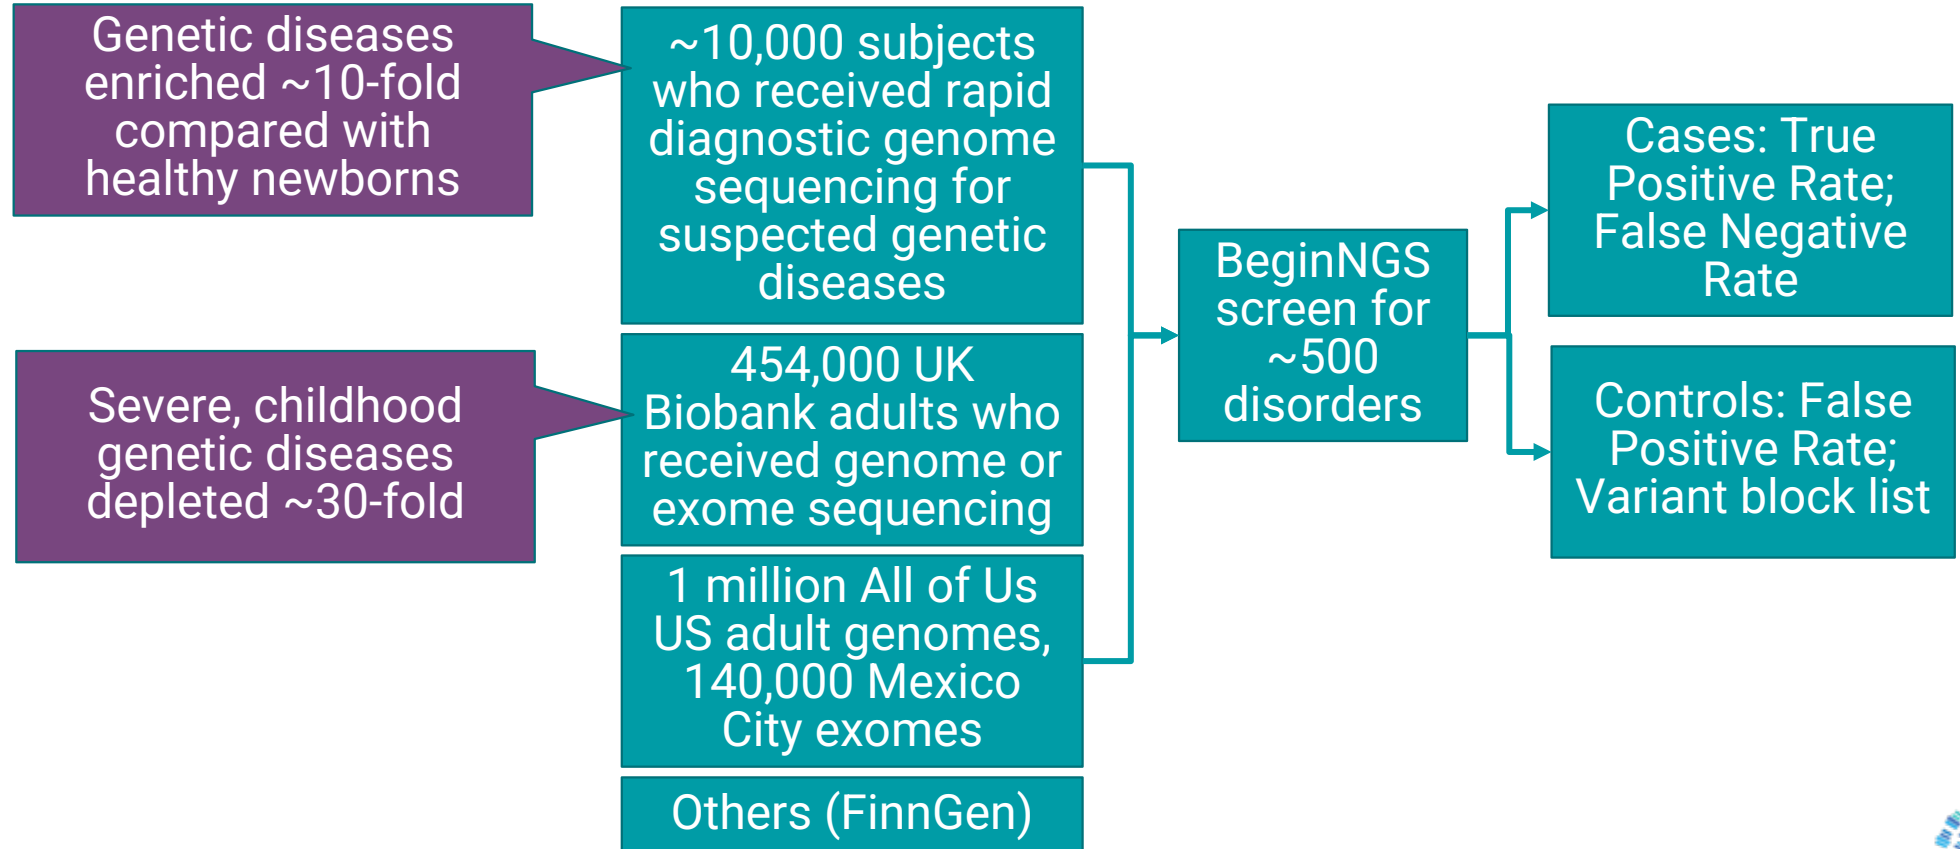 Genetic diseases
enriched ~10-fold
compared with
healthy newborns
~10,000 subjects
who received rapid
diagnostic genome
sequencing for
suspected genetic
diseases
Severe, childhood
genetic diseases
depleted ~30-fold
454,000 UK
Biobank adults who
received genome or
exome sequencing
1 million All of Us
US adult genomes,
140,000 Mexico
City exomes
Others (FinnGen)
BeginNGS
screen for
~500
disorders
Cases: True
Positive Rate;
False Negative
Rate
Controls: False
Positive Rate;
Variant block list